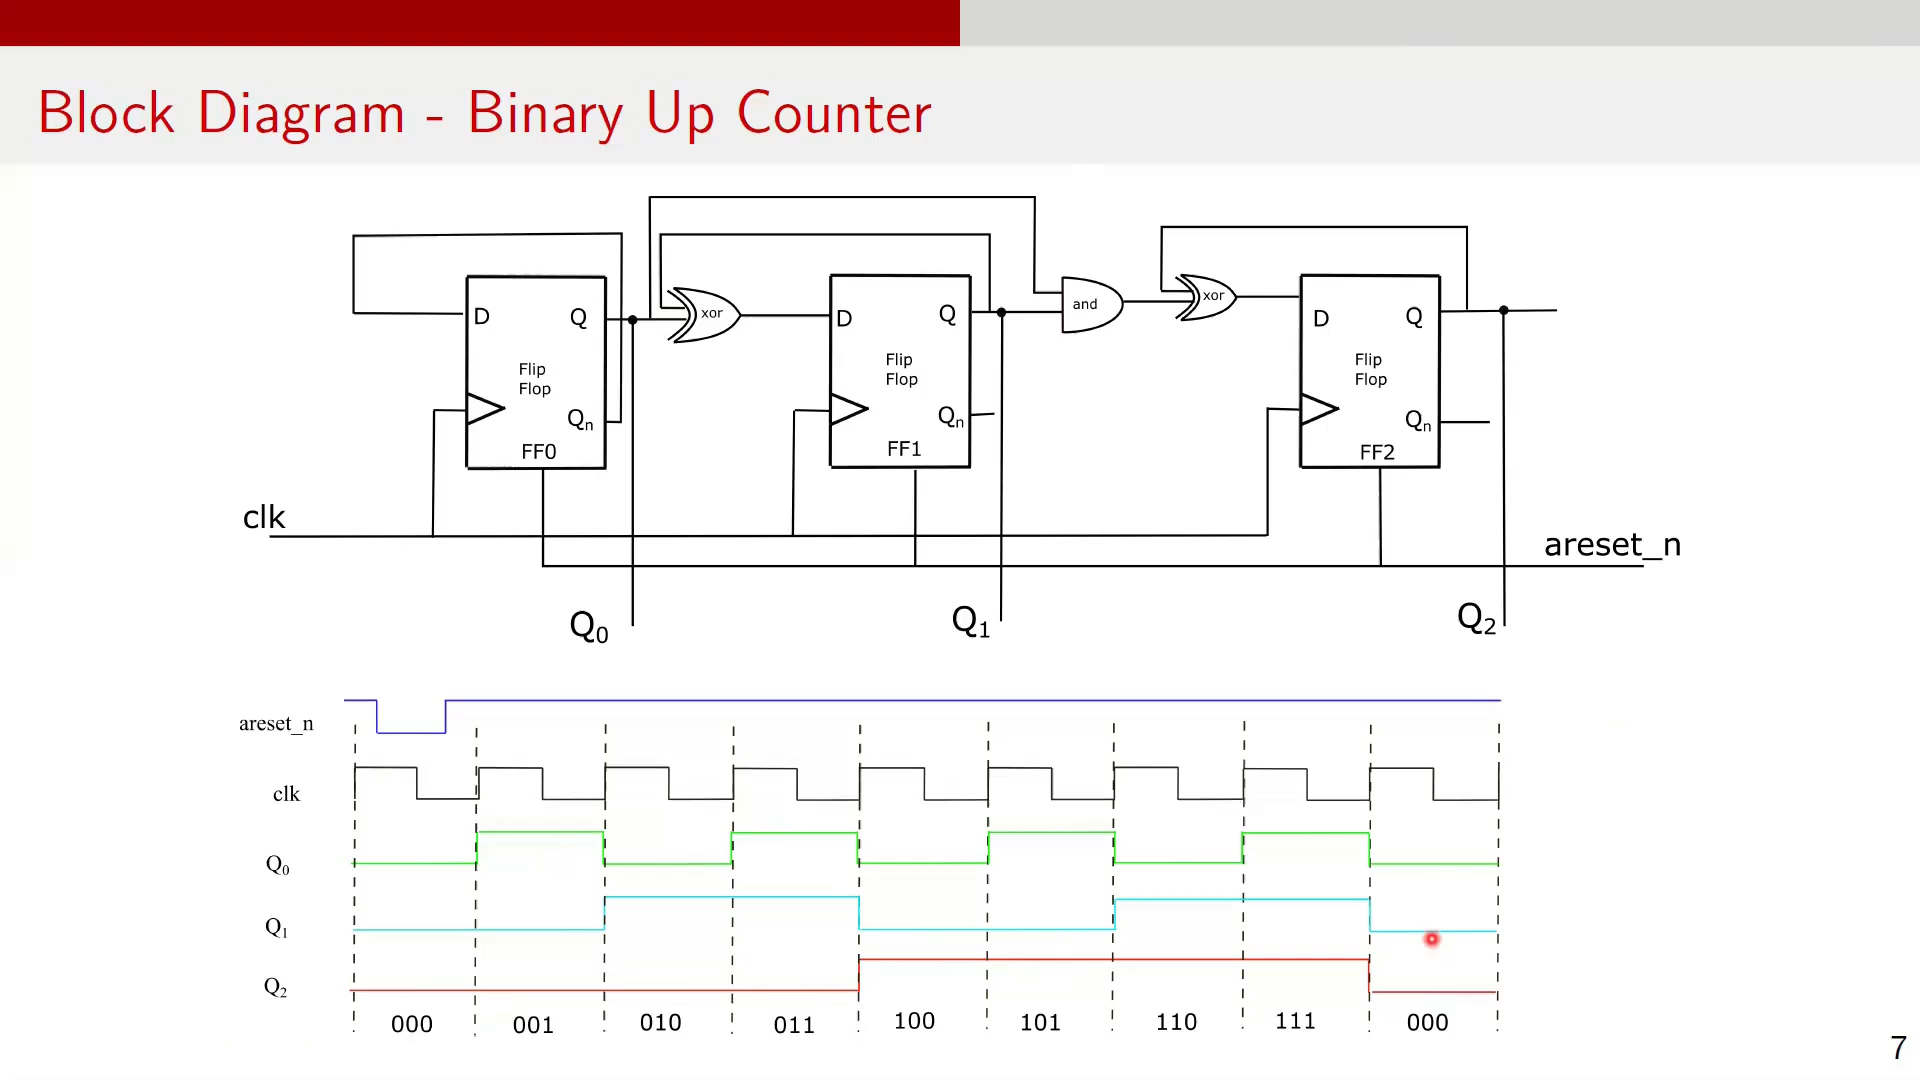 Block Diagram - Binary Up Counter
xor
and
xor
D Q
Flip
Flop
Qn
FF0
D Q
Flip
Flop
Qn
FF1
D Q
Flip
Flop
Qn
FF2
clk
areset_n
Q0 Q1 Q2
areset_n
clk
Q0
Q1
Q2
000 001 010 011 100 101 110 111 000
7